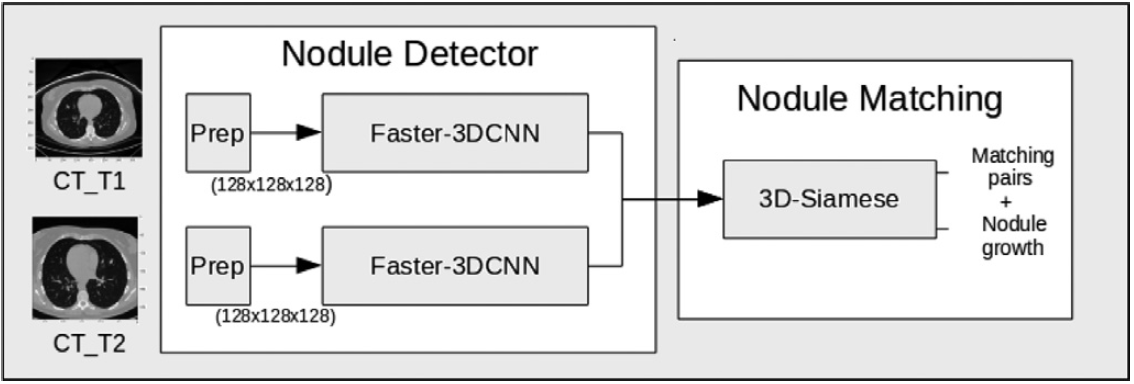 Nodule Detector
Prep
Faster-3DCNN
(128x128x128)
CT_T1
Prep
Faster-3DCNN
(128x128x128)
CT_T2
Nodule Matching
3D-Siamese
Matching
pairs
+
Nodule
growth